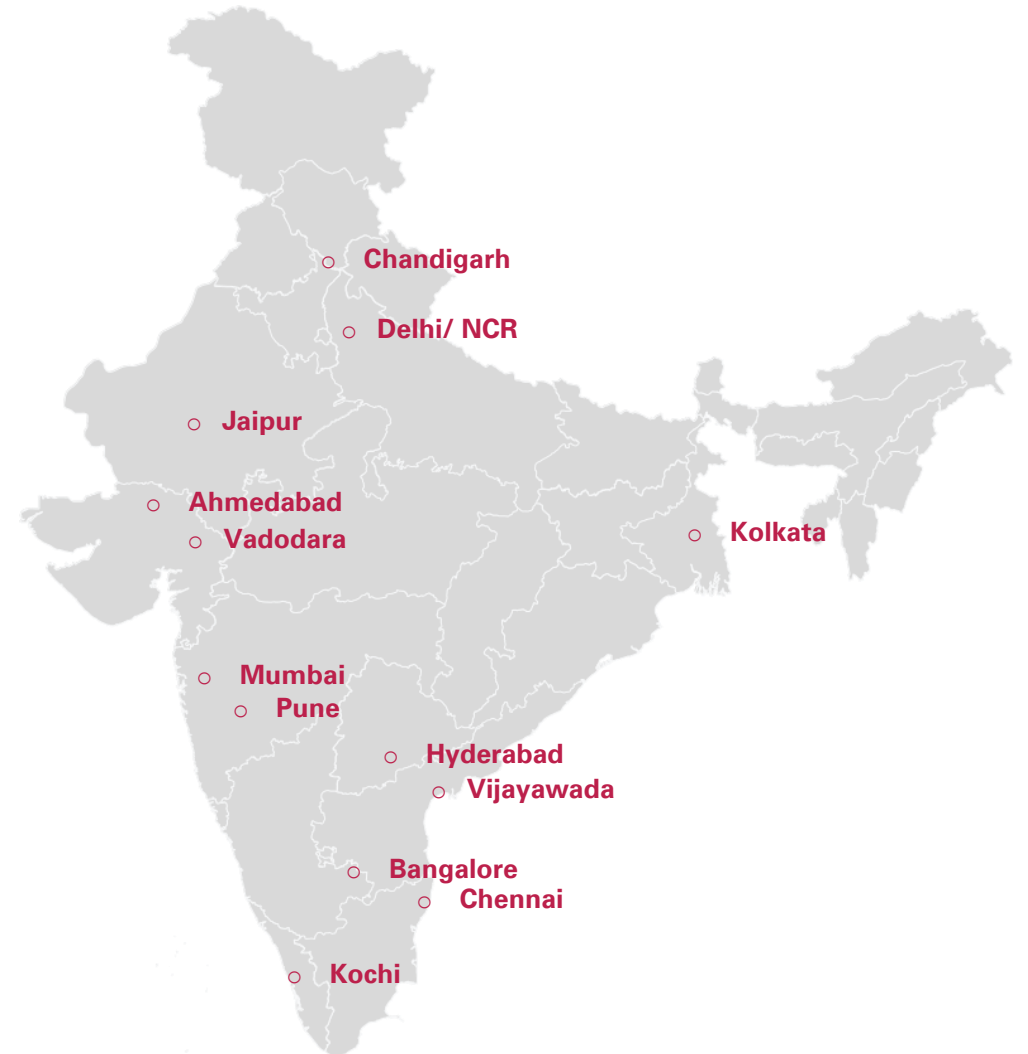 Chandigarh
Delhi/ NCR
Jaipur
Ahmedabad
Kolkata
Vadodara
Mumbai
Pune
Hyderabad
Vijayawada
Bangalore
Chennai
Kochi